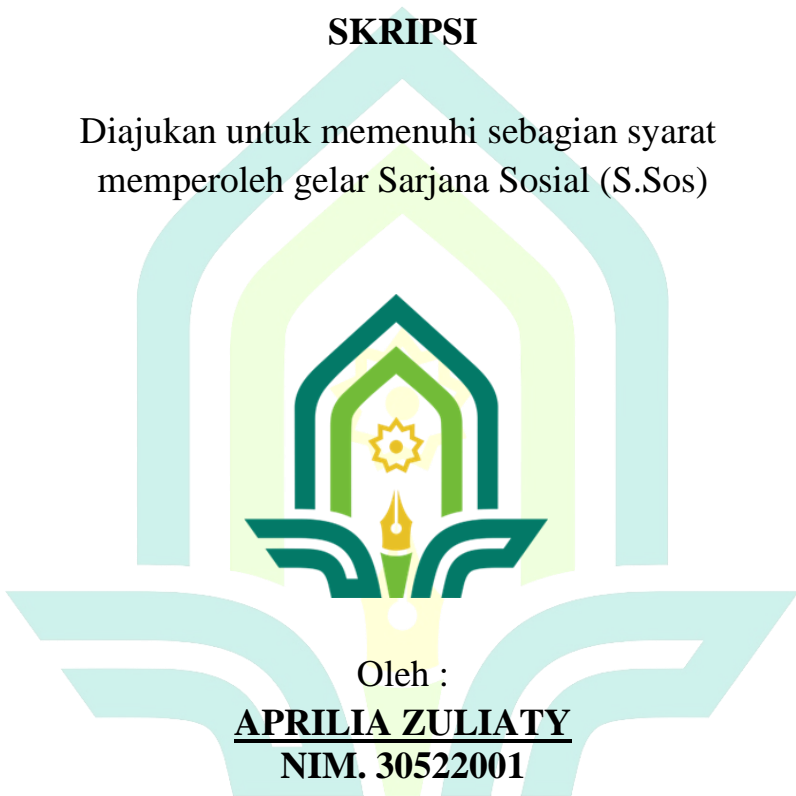 SKRIPSI
Diajukan untuk memenuhi sebagian syarat
memperoleh gelar Sarjana Sosial (S.Sos)
Oleh :
APRILIA ZULIATY
NIM. 30522001